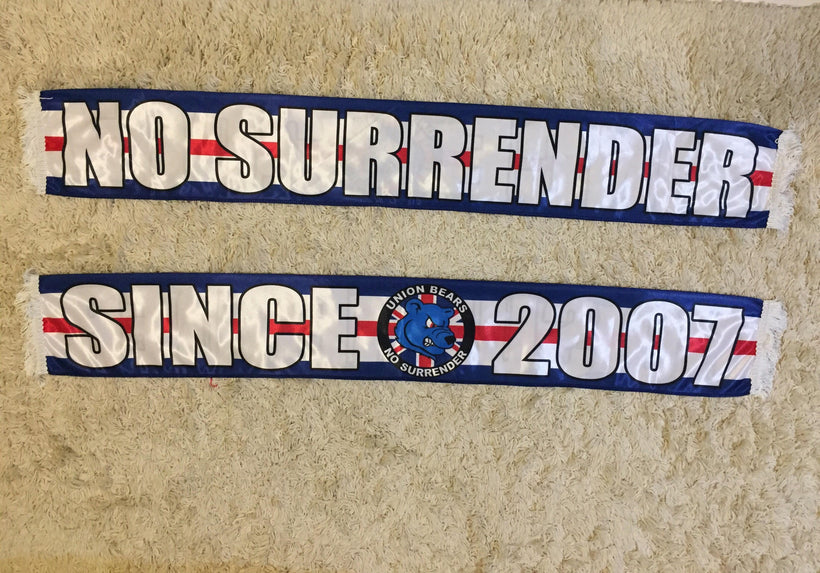 NO SURRENDER
SINCE
UNION BEARS
NO SURRENDER
2007